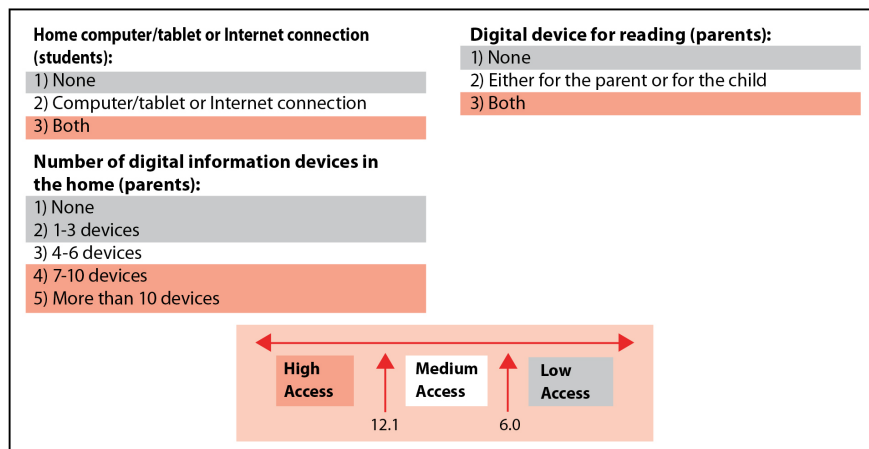 Home computer/tablet or Internet connection
(students):
1) None
2) Computer/tablet or Internet connection
3) Both
Number of digital information devices in
the home (parents):
1) None
2) 1-3 devices
3) 4-6 devices
4) 7-10 devices
5) More than 10 devices
Digital device for reading (parents):
1) None
2) Either for the parent or for the child
3) Both
High
Access
Medium
Access
Low
Access
12.1
6.0